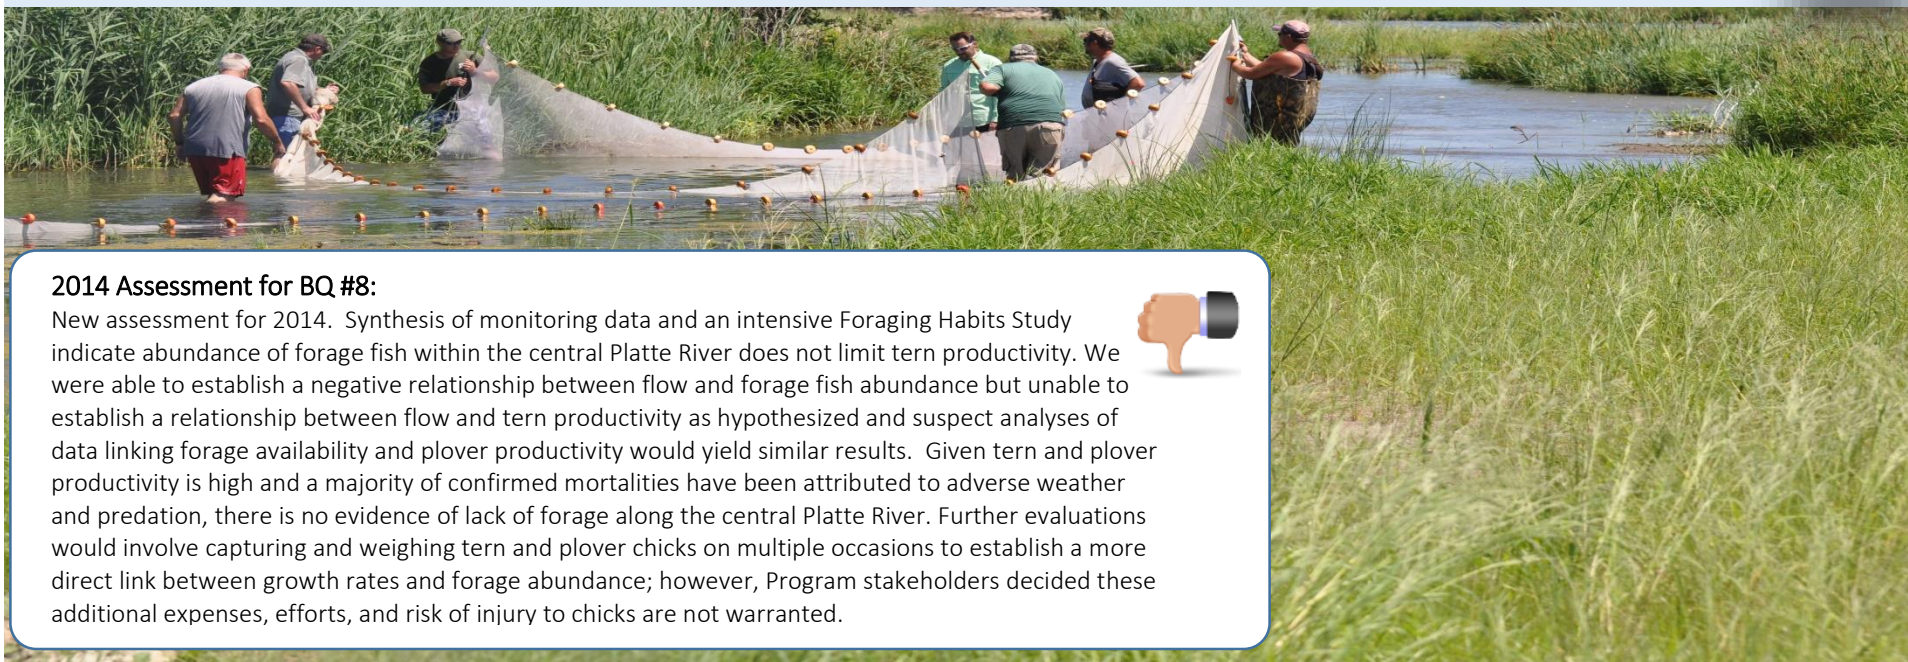 2014 Assessment for BQ #8:
New assessment for 2014.  Synthesis of monitoring data and an intensive Foraging Habits Study
indicate abundance of forage fish within the central Platte River does not limit tern productivity. We
were able to establish a negative relationship between flow and forage fish abundance but unable to
establish a relationship between flow and tern productivity as hypothesized and suspect analyses of
data linking forage availability and plover productivity would yield similar results.  Given tern and plover
productivity is high and a majority of confirmed mortalities have been attributed to adverse weather
and predation, there is no evidence of lack of forage along the central Platte River. Further evaluations
would involve capturing and weighing tern and plover chicks on multiple occasions to establish a more
direct link between growth rates and forage abundance; however, Program stakeholders decided these
additional expenses, efforts, and risk of injury to chicks are not warranted.